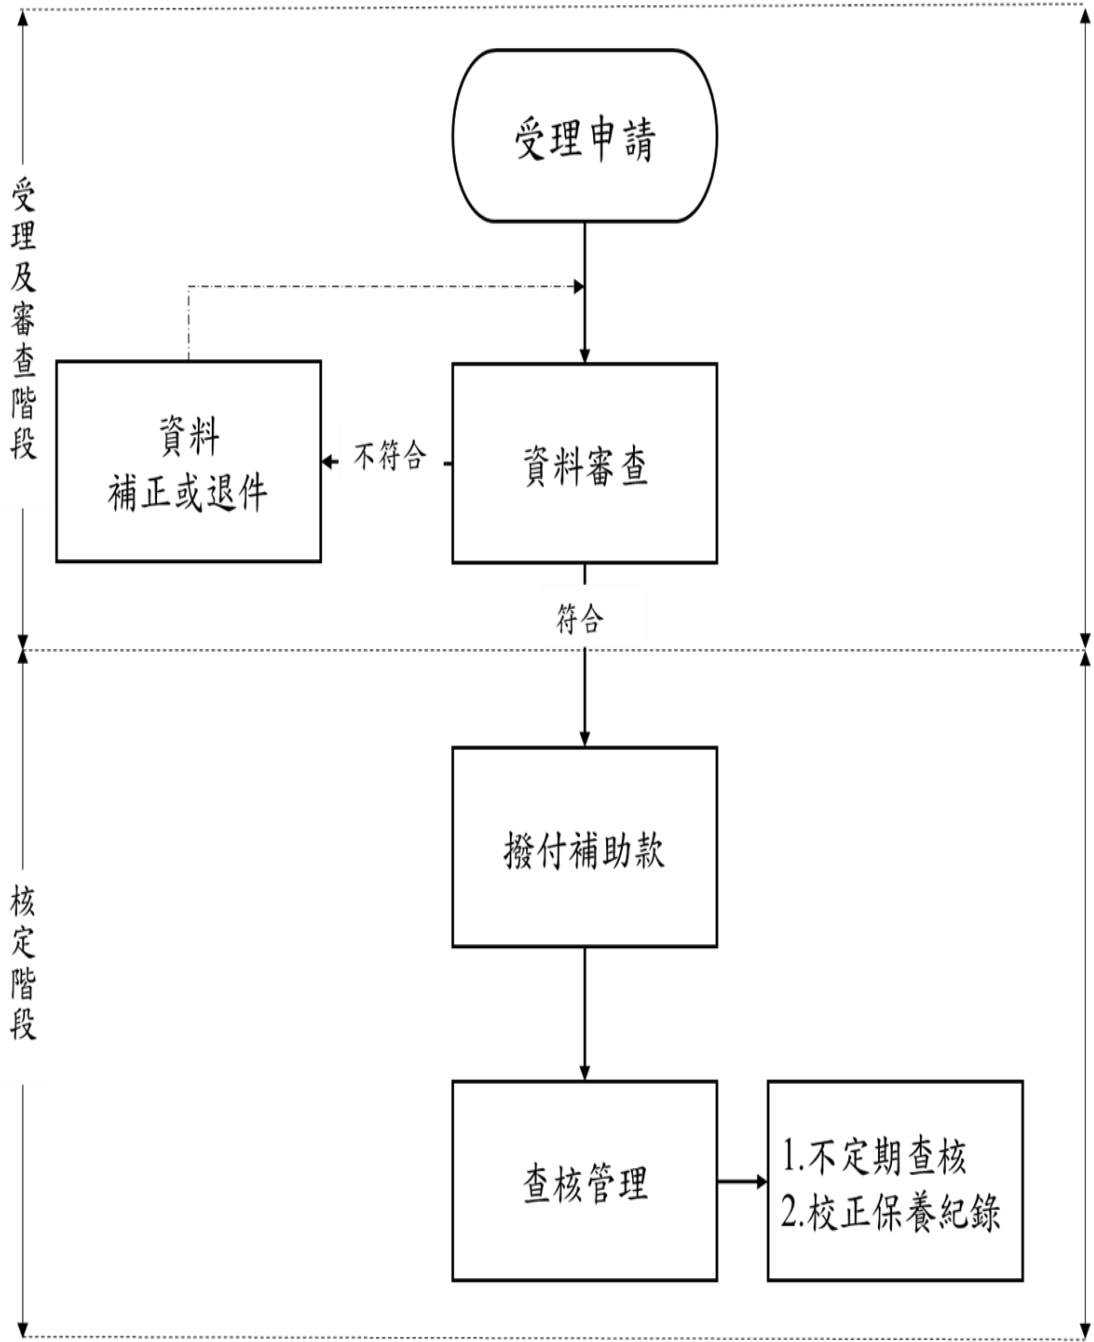 受理申請
受理及審查階段
資料
補正或退件
不符合
資料審查
符合
撥付補助款
核定階段
查核管理
1.不定期查核
2.校正保養紀錄